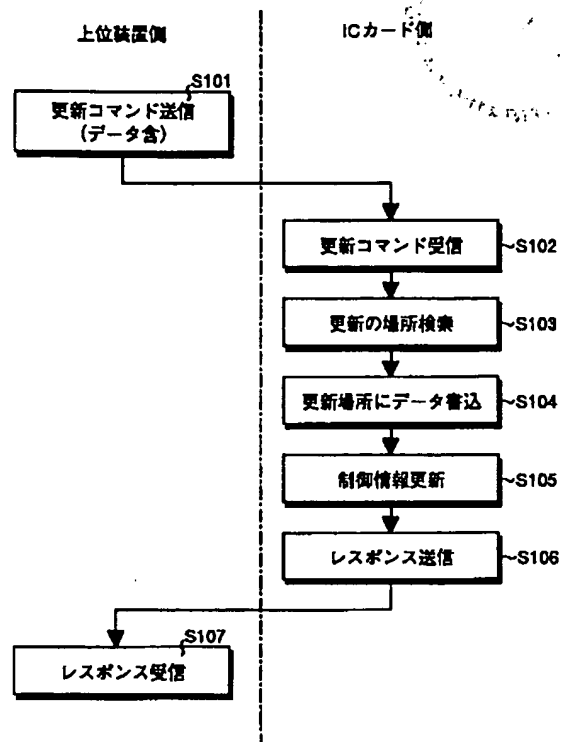 上位装置側
ICカード側
S101
更新コマンド送信
(データ含)
更新コマンド受信
S102
更新の場所検索
S103
更新場所にデータ書込
S104
制御情報更新
S105
レスポンス送信
S106
S107
レスポンス受信